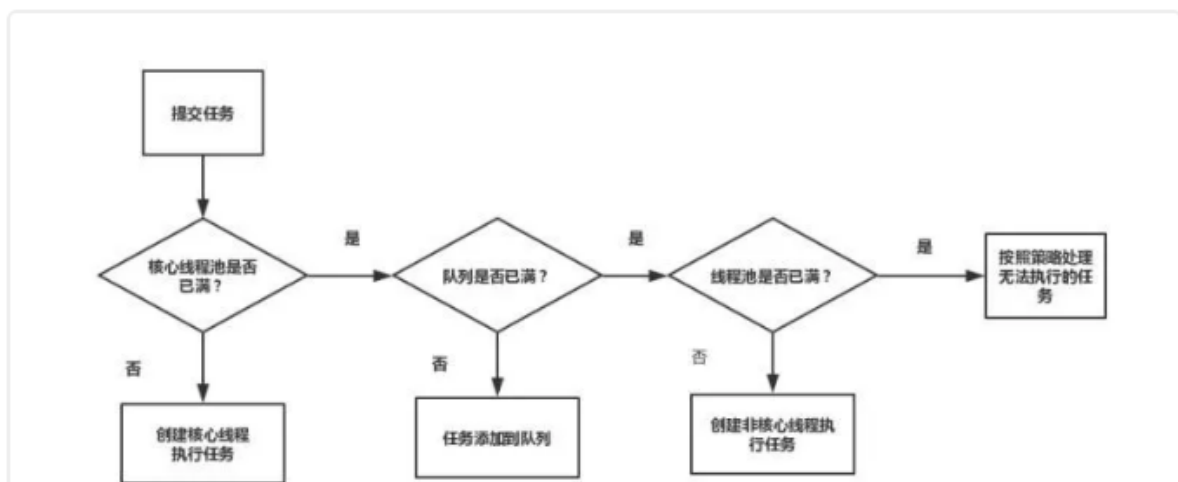 提交任务
核心线程池是否
已满？
是
队列是否已满？
是
线程池是否已满？
是
按照策略处理
无法执行的任
务
否
否
否
创建核心线程
执行任务
任务添加到队列
创建非核心线程执
行任务